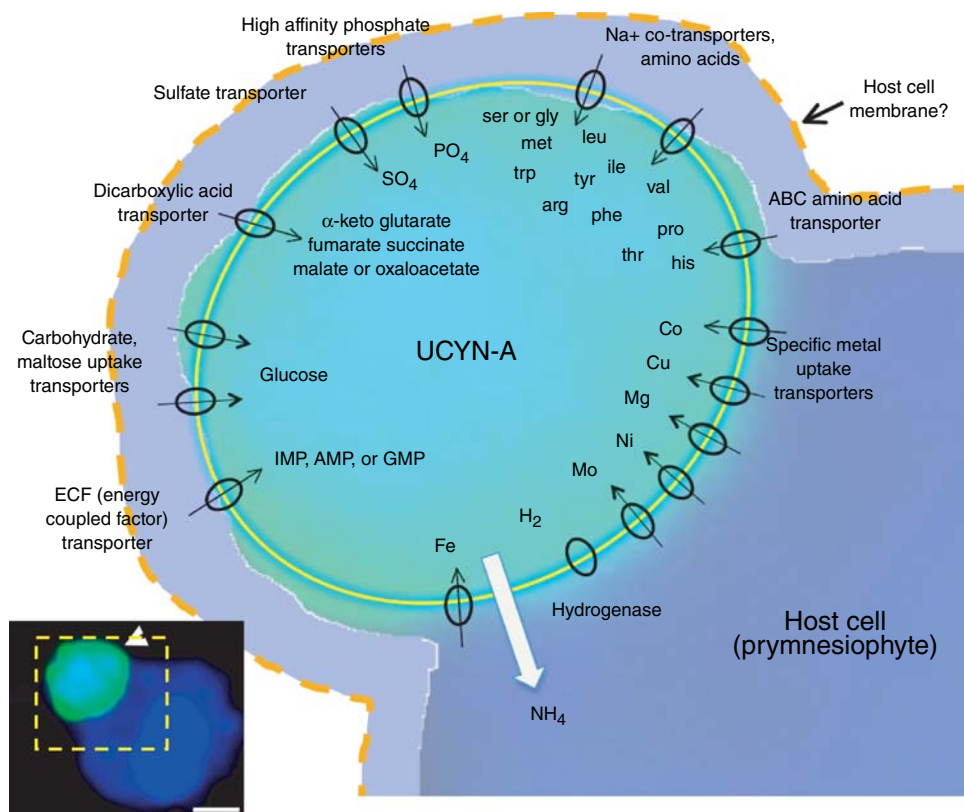 High affinity phosphate
transporters
Na+ co-transporters,
amino acids
Sulfate transporter
Host cell
membrane?
ser or gly
met
leu
PO4
SO4
trp
tyr
ile
val
Dicarboxylic acid
transporter
ABC amino acid
transporter
arg
phe
pro
α-keto glutarate
fumarate succinate
malate or oxaloacetate
thr
his
Co
Carbohydrate,
maltose uptake
transporters
UCYN-A
Specific metal
uptake
transporters
Glucose
Cu
Mg
Ni
IMP, AMP, or GMP
Mo
ECF (energy
coupled factor)
transporter
H2
Fe
Hydrogenase
Host cell
(prymnesiophyte)
NH4